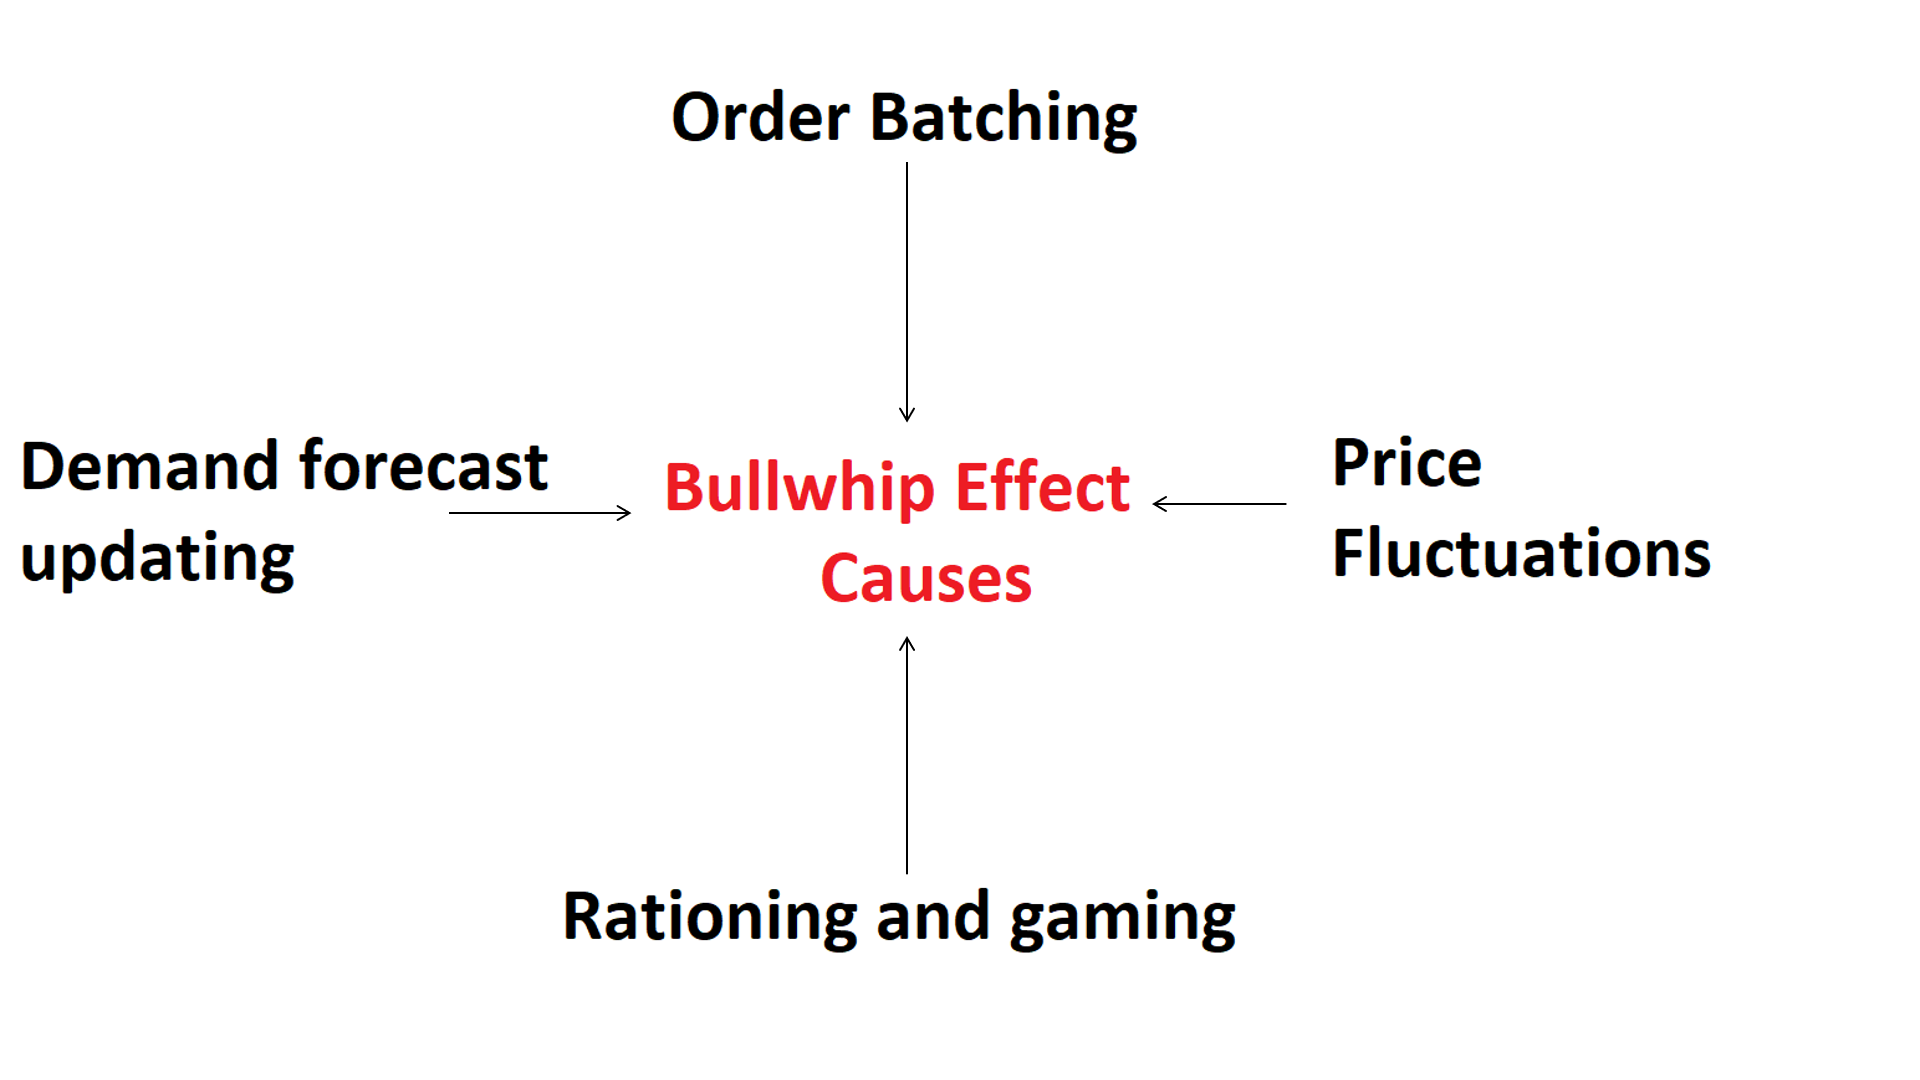 Order Batching
Demand forecast
updating
Bullwhip Effect
Causes
Price
Fluctuations
Rationing and gaming